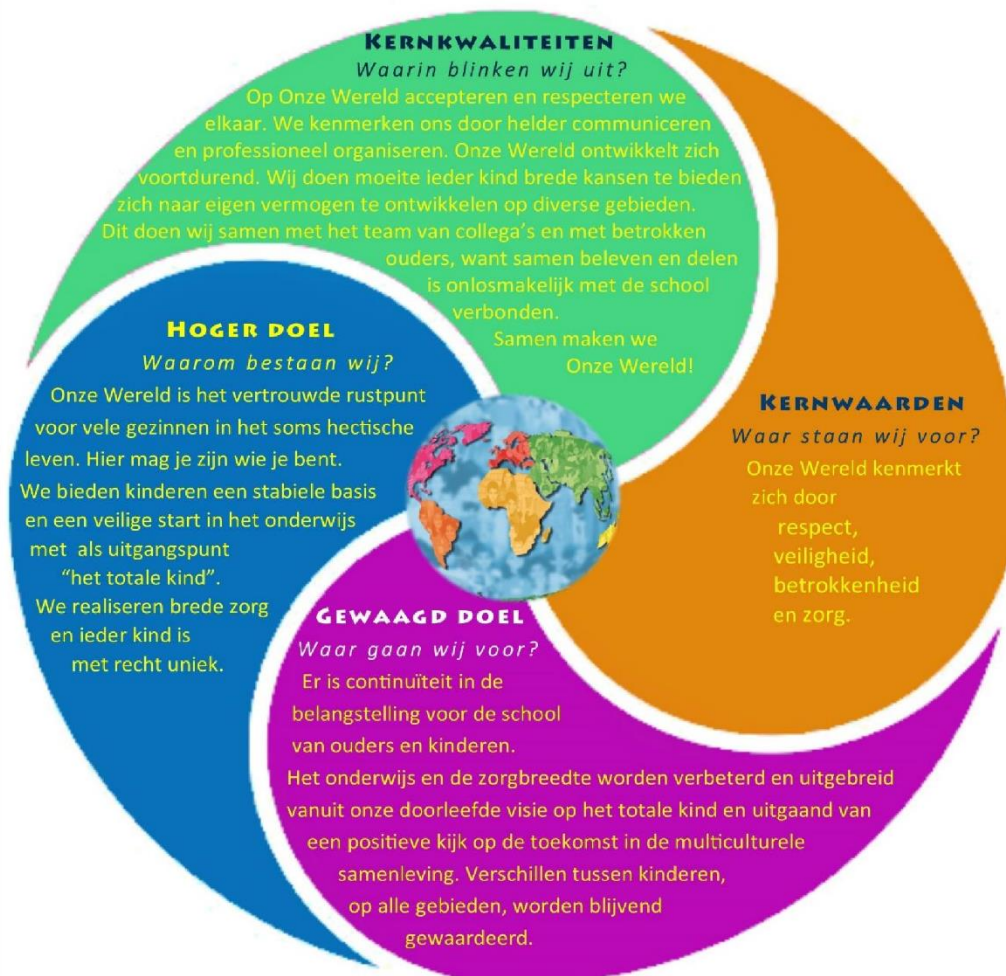 KERNKWALITEITEN
Waarin blinken wij uit?
Op Onze Wereld accepteren en respecteren we
elkaar. We kenmerken ons door helder communiceren
en professioneel organiseren. Onze Wereld ontwikkelt zich
voortdurend. Wij doen moeite ieder kind brede kansen te bieden
zich naar eigen vermogen te ontwikkelen op diverse gebieden.
Dit doen wij samen met het team van collega's en met betrokken
ouders, want samen beleven en delen
is onlosmakelijk met de school
verbonden.
Samen maken we
Onze Wereld!
HOGER DOEL
Waarom bestaan wij?
Onze Wereld is het vertrouwde rustpunt
voor vele gezinnen in het soms hectische
leven. Hier mag je zijn wie je bent.
We bieden kinderen een stabiele basis
en een veilige start in het onderwijs
met als uitgangspunt
“het totale kind”.
We realiseren brede zorg
en ieder kind is
met recht uniek.
KERNWAARDEN
Waar staan wij voor?
Onze Wereld kenmerkt
zich door
respect,
veiligheid,
betrokkenheid
en zorg.
GEWAAGD DOEL
Waar gaan wij voor?
Er is continuïteit in de
belangstelling voor de school
van ouders en kinderen.
Het onderwijs en de zorgbreedte worden verbeterd en uitgebreid
vanuit onze doorleefde visie op het totale kind en uitgaand van
een positieve kijk op de toekomst in de multiculturele
samenleving. Verschillen tussen kinderen,
op alle gebieden, worden blijvend
gewaardeerd.